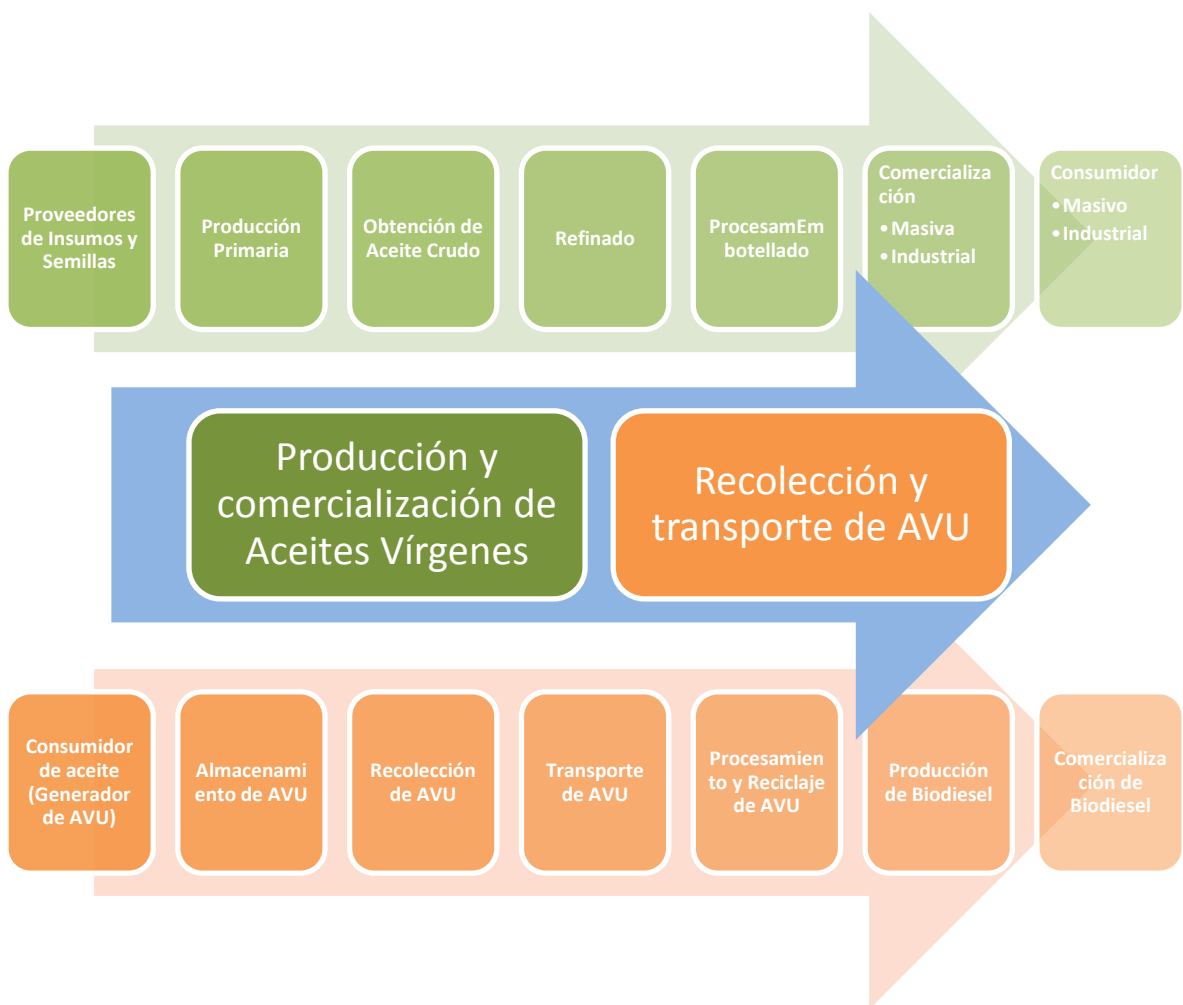 Proveedores
de Insumos y
Semillas
Producción
Primaria
Obtención de
Aceite Crudo
Refinado
ProcesamEm
botellado
Comercializa
ción
•Masiva
•Industrial
Consumidor
•Masivo
•Industrial
Producción y
comercialización de
Aceites Vírgenes
Recolección y
transporte de AVU
Consumidor
de aceite
(Generador
de AVU)
Almacenami
ento de AVU
Recolección
de AVU
Transporte
de AVU
Procesamien
to y Reciclaje
de AVU
Producción
de Biodiesel
Comercializa
ción de
Biodiesel